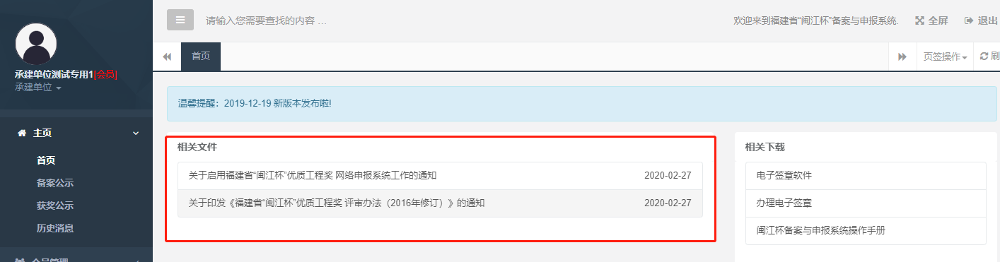 请输入您需要查找的内容 …
欢迎来到福建省“闽江杯”备案与申报系统.
全屏
退出
承建单位测试专用1[会员]
承建单位
首页
页签操作
刷
温馨提醒：2019-12-19 新版本发布啦!
主页
首页
备案公示
获奖公示
历史消息
会员管理
相关文件
关于启用福建省“闽江杯”优质工程奖 网络申报系统工作的通知 2020-02-27
关于印发《福建省“闽江杯”优质工程奖 评审办法（2016年修订）》的通知 2020-02-27
相关下载
电子签章软件
办理电子签章
闽江杯备案与申报系统操作手册